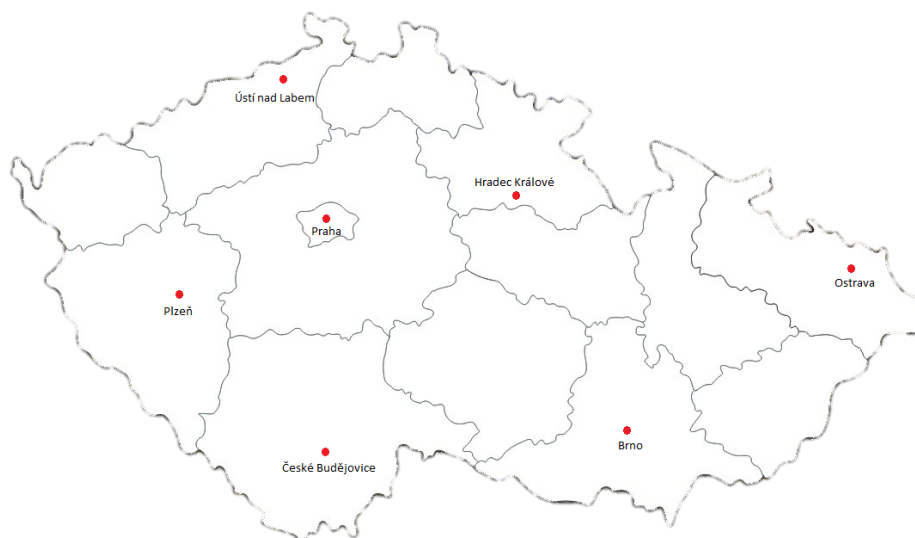 Ústí nad Labem
Hradec Králové
Praha
Ostrava
Plzeň
Brno
České Budějovice